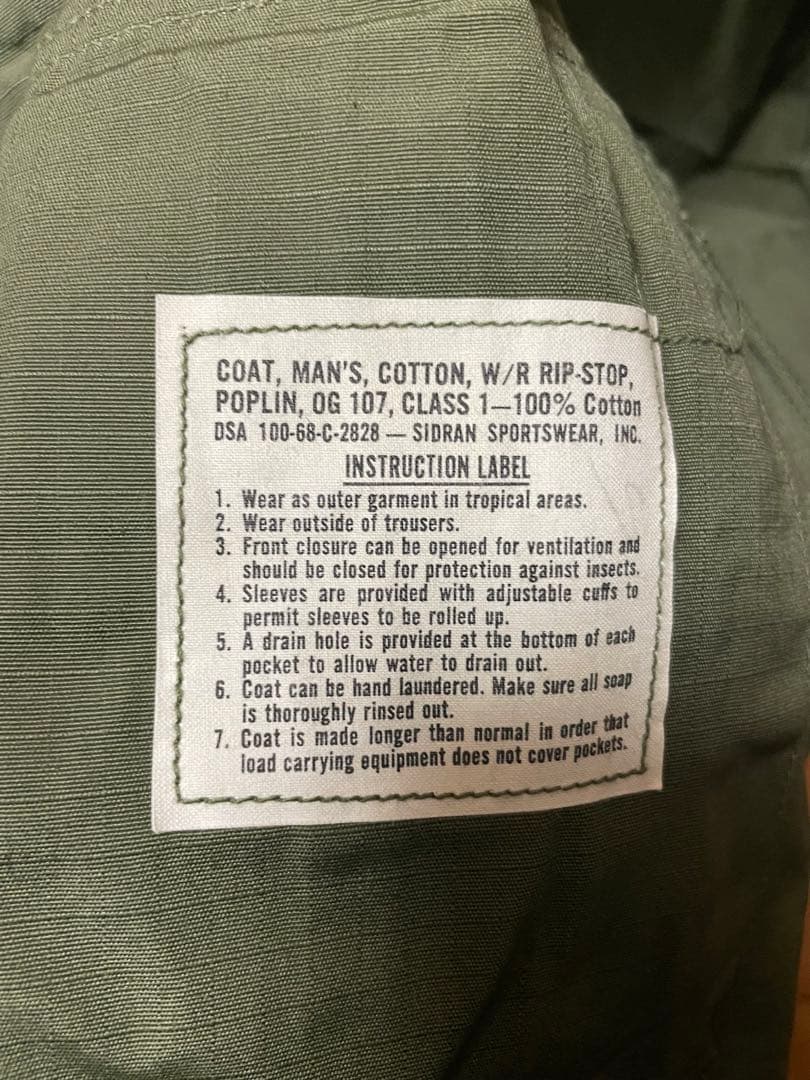 COAT, MAN'S, COTTON, W/R RIP-STOP,
POPLIN, OG 107, CLASS 1—100% Cotton
DSA 100-68-C-2828 — SIDRAN SPORTSWEAR, INC.
INSTRUCTION LABEL
1. Wear as outer garment in tropical areas.
2. Wear outside of trousers.
3. Front closure can be opened for ventilation and
should be closed for protection against insects.
4. Sleeves are provided with adjustable cuffs to
permit sleeves to be rolled up.
5. A drain hole is provided at the bottom of each
pocket to allow water to drain out.
6. Coat can be hand laundered. Make sure all soap
is thoroughly rinsed out.
7. Coat is made longer than normal in order that
load carrying equipment does not cover pockets.